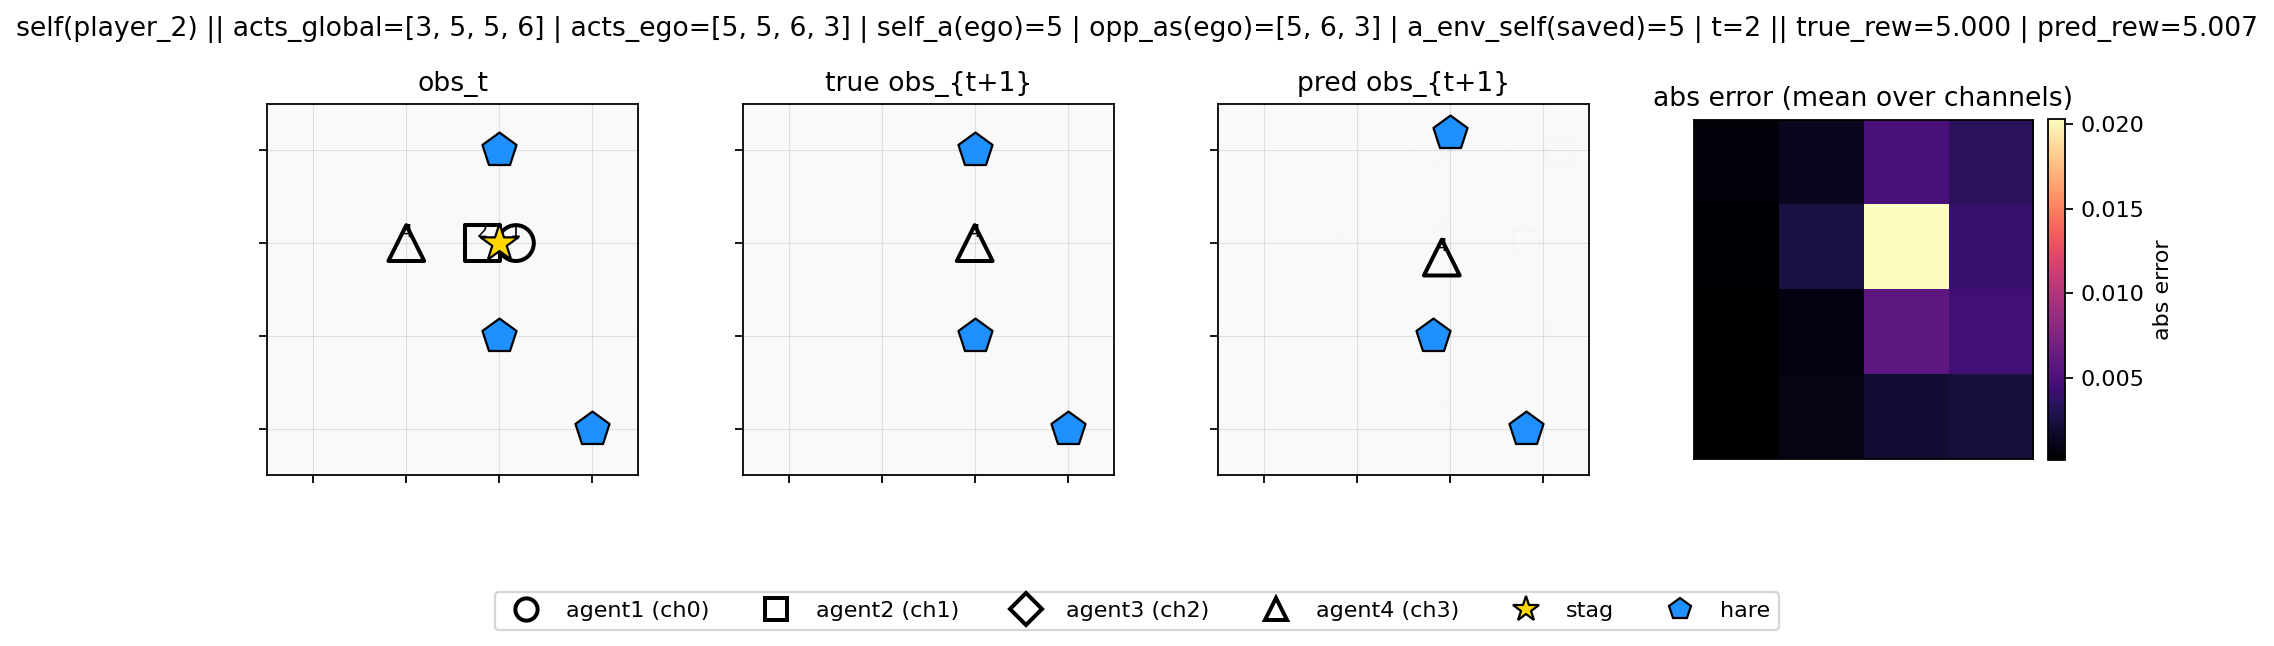 self(player_2) || acts_global=[3, 5, 5, 6] | acts_ego=[5, 5, 6, 3] | self_a(ego)=5 | opp_as(ego)=[5, 6, 3] | a_env_self(saved)=5 | t=2 || true_rew=5.000 | pred_rew=5.007
obs_t
true obs_{t+1}
pred obs_{t+1}
abs error (mean over channels)
0.020
0.015
0.010
0.005
abs error
agent1 (ch0)
agent2 (ch1)
agent3 (ch2)
agent4 (ch3)
stag
hare